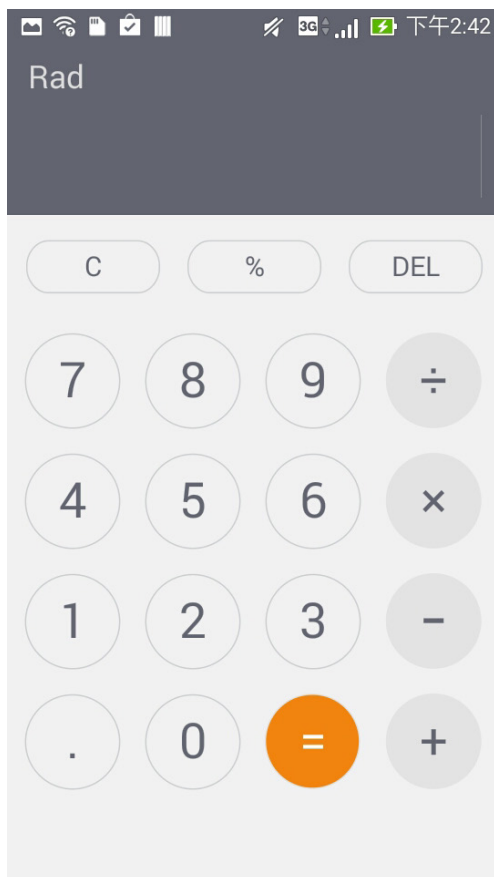 3G 下午2:42
Rad
C % DEL
7 8 9 ÷
4 5 6 ×
1 2 3 −
. 0 = +